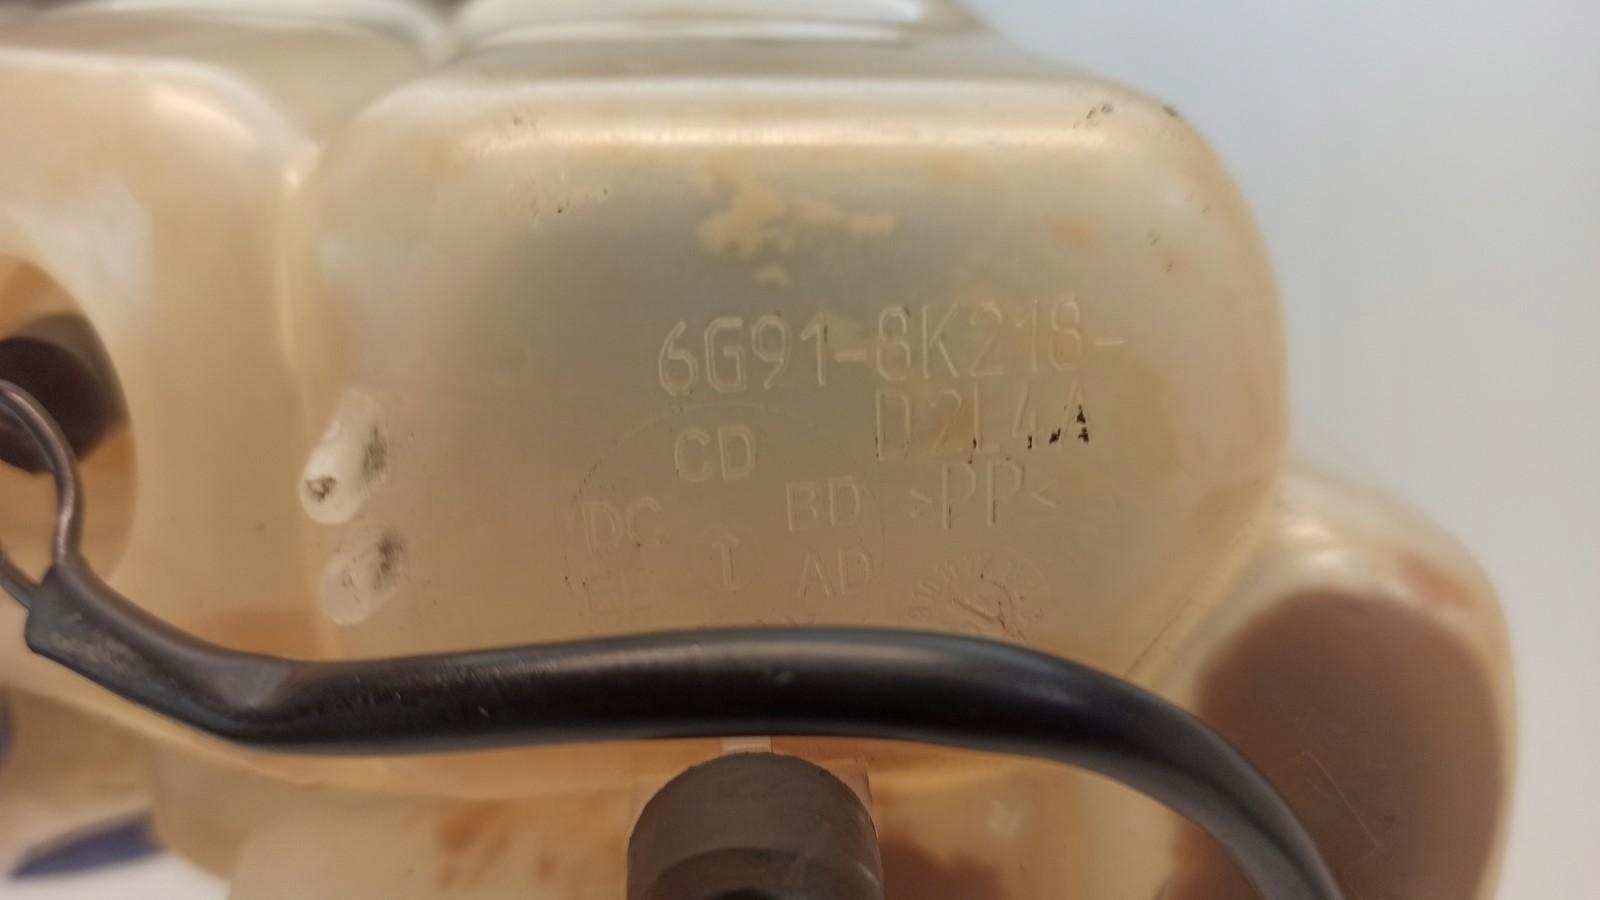 6G91-8K218-
D2L4A
CD
DC
BD
>PP<
AD